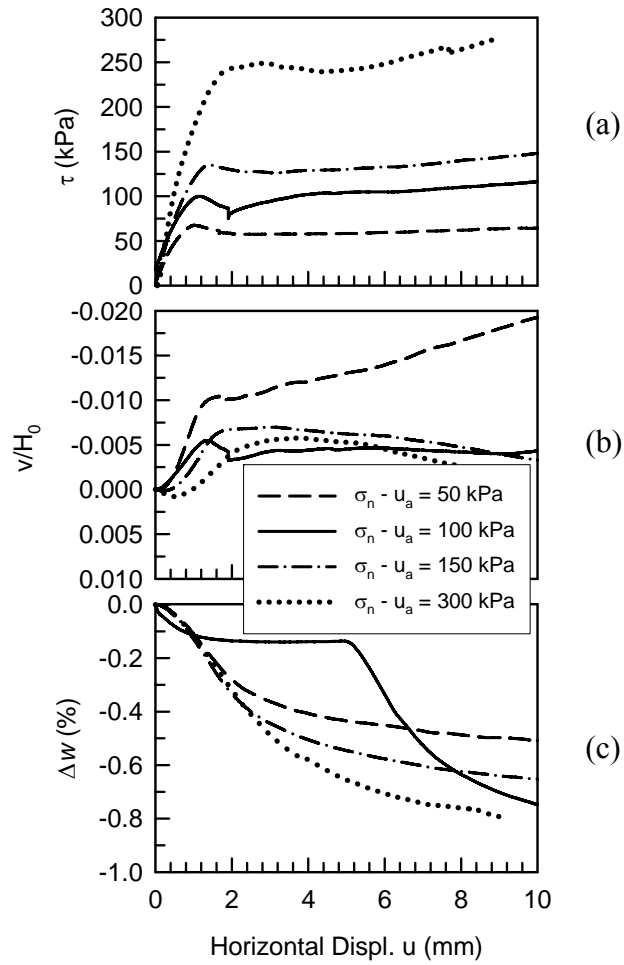 300
250
200
150
100
50
0
τ (kPa)
(a)
-0.020
-0.015
-0.010
-0.005
0.000
0.005
0.010
v/H₀
(b)
σₙ - uₐ = 50 kPa
σₙ - uₐ = 100 kPa
σₙ - uₐ = 150 kPa
σₙ - uₐ = 300 kPa
0.0
-0.2
-0.4
-0.6
-0.8
-1.0
Δw (%)
(c)
0 2 4 6 8 10
Horizontal Displ. u (mm)